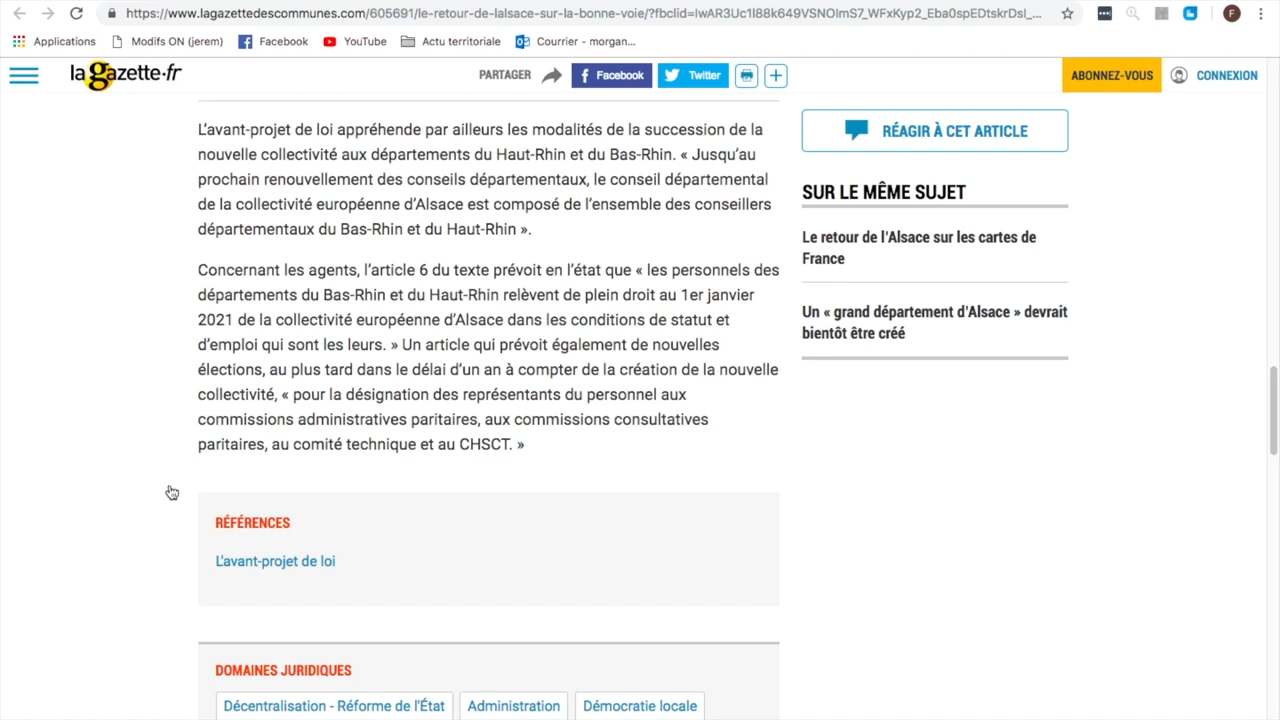 https://www.lagazettedescommunes.com/605691/le-retour-de-lalsace-sur-la-bonne-voie/?fbclid=IwAR3Uc1I88k649VSNOImS7_WFxKyp2_Eba0spEDtskrDsl_... F
Applications Modifs ON (jerem) Facebook YouTube Actu territoriale Courrier - morgan...
la gazette.fr PARTAGER Facebook Twitter ABONNEZ-VOUS CONNEXION
L'avant-projet de loi appréhende par ailleurs les modalités de la succession de la
nouvelle collectivité aux départements du Haut-Rhin et du Bas-Rhin. « Jusqu'au
prochain renouvellement des conseils départementaux, le conseil départemental
de la collectivité européenne d'Alsace est composé de l'ensemble des conseillers
départementaux du Bas-Rhin et du Haut-Rhin ».
Concernant les agents, l'article 6 du texte prévoit en l'état que « les personnels des
départements du Bas-Rhin et du Haut-Rhin relèvent de plein droit au 1er janvier
2021 de la collectivité européenne d'Alsace dans les conditions de statut et
d'emploi qui sont les leurs. » Un article qui prévoit également de nouvelles
élections, au plus tard dans le délai d'un an à compter de la création de la nouvelle
collectivité, « pour la désignation des représentants du personnel aux
commissions administratives paritaires, aux commissions consultatives
paritaires, au comité technique et au CHSCT. »
RÉFÉRENCES
L'avant-projet de loi
DOMAINES JURIDIQUES
Décentralisation - Réforme de l'État Administration Démocratie locale
RÉAGIR À CET ARTICLE
SUR LE MÊME SUJET
Le retour de l'Alsace sur les cartes de
France
Un « grand département d'Alsace » devrait
bientôt être créé